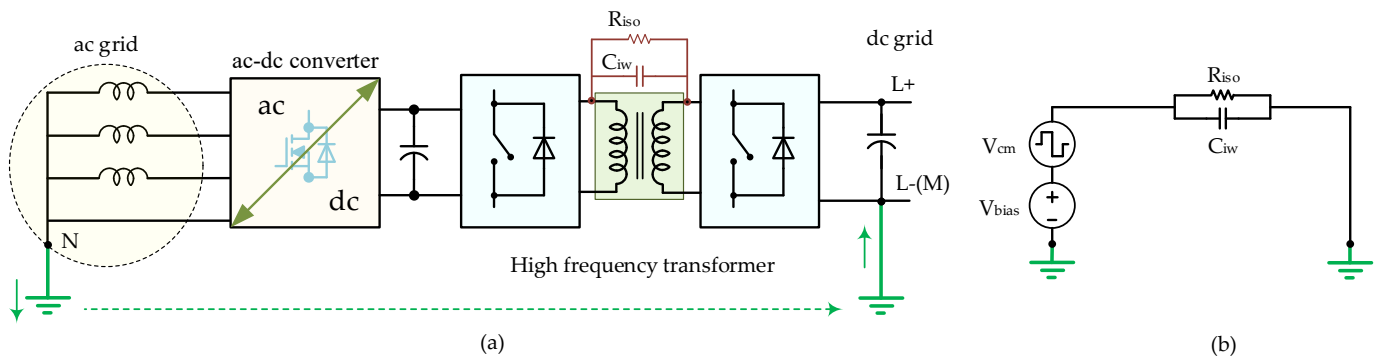 ac grid
N
ac-dc converter
ac
dc
Riso
Ciw
High frequency transformer
dc grid
L+
L-(M)
(a)
Riso
Ciw
Vcm
Vbias
+
−
(b)